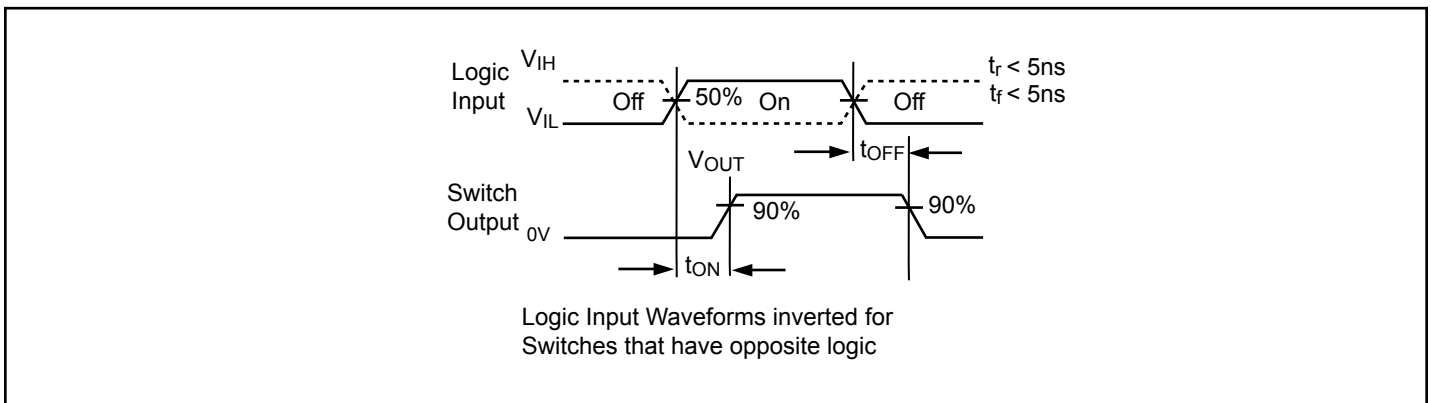 Logic Input
VIH
VIL
Off
50%
On
Off
tr < 5ns
tf < 5ns
tOFF
VOUT
Switch Output
0V
90%
90%
tON
Logic Input Waveforms inverted for
Switches that have opposite logic